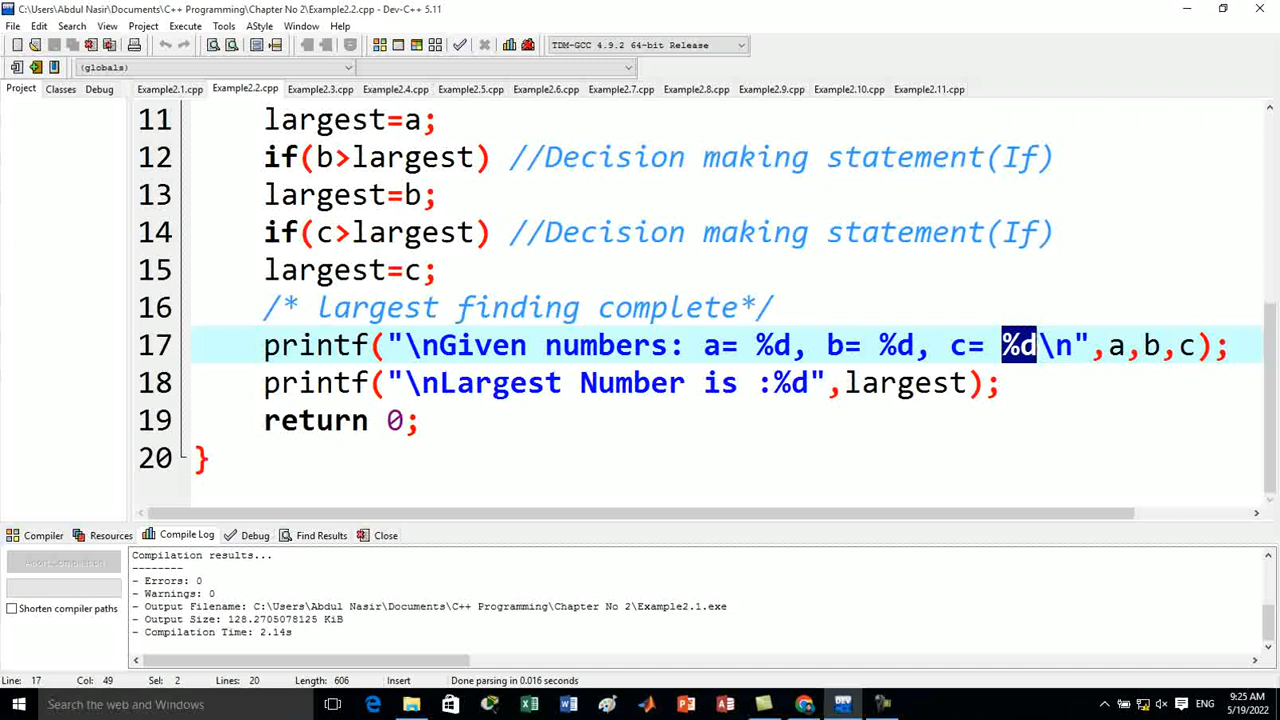 C:\Users\Abdul Nasir\Documents\C++ Programming\Chapter No 2\Example2.2.cpp - Dev-C++ 5.11
File Edit Search View Project Execute Tools AStyle Window Help
TDM-GCC 4.9.2 64-bit Release
(globals)
Project Classes Debug Example2.1.cpp Example2.2.cpp Example2.3.cpp Example2.4.cpp Example2.5.cpp Example2.6.cpp Example2.7.cpp Example2.8.cpp Example2.9.cpp Example2.10.cpp Example2.11.cpp
11 largest=a;
12 if(b>largest) //Decision making statement(If)
13 largest=b;
14 if(c>largest) //Decision making statement(If)
15 largest=c;
16 /* largest finding complete*/
17 printf("\nGiven numbers: a= %d, b= %d, c= %d\n",a,b,c);
18 printf("\nLargest Number is :%d",largest);
19 return 0;
20 }
Compiler Resources Compile Log Debug Find Results Close
Abort Compilation
Shorten compiler paths
Compilation results...
--------
- Errors: 0
- Warnings: 0
- Output Filename: C:\Users\Abdul Nasir\Documents\C++ Programming\Chapter No 2\Example2.1.exe
- Output Size: 128.2705078125 KiB
- Compilation Time: 2.14s
Line: 17 Col: 49 Sel: 2 Lines: 20 Length: 606 Insert Done parsing in 0.016 seconds
Search the web and Windows
DEV
ENG
9:25 AM
5/19/2022